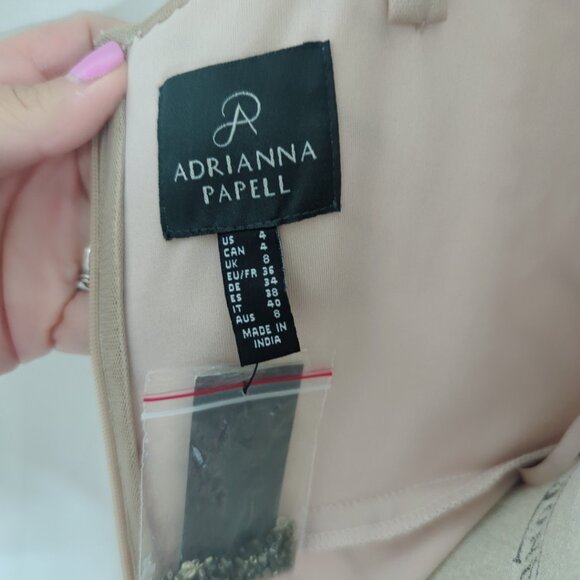 ADRIANNA
PAPELL
US 4
CAN 4
UK 8
EU/FR 36
DE 34
ES 38
IT 40
AUS 8
MADE IN
INDIA